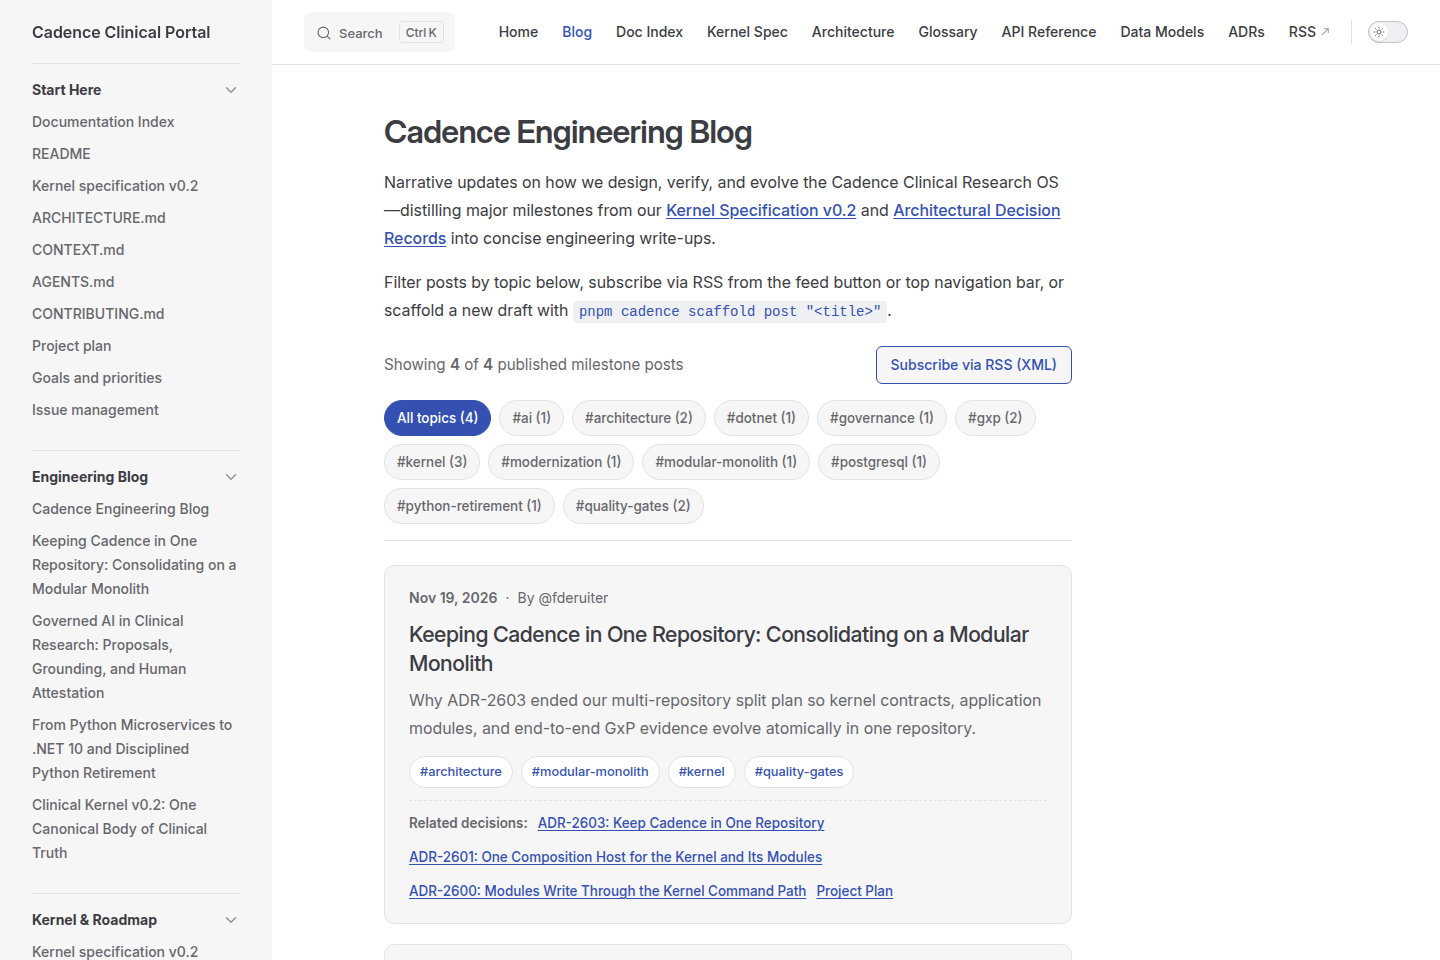 Cadence Clinical Portal
Search Ctrl K
Home Blog Doc Index Kernel Spec Architecture Glossary API Reference Data Models ADRs RSS
Start Here
Documentation Index
README
Kernel specification v0.2
ARCHITECTURE.md
CONTEXT.md
AGENTS.md
CONTRIBUTING.md
Project plan
Goals and priorities
Issue management
Engineering Blog
Cadence Engineering Blog
Keeping Cadence in One
Repository: Consolidating on a
Modular Monolith
Governed AI in Clinical
Research: Proposals,
Grounding, and Human
Attestation
From Python Microservices to
.NET 10 and Disciplined
Python Retirement
Clinical Kernel v0.2: One
Canonical Body of Clinical
Truth
Kernel & Roadmap
Kernel specification v0.2
Cadence Engineering Blog
Narrative updates on how we design, verify, and evolve the Cadence Clinical Research OS
—distilling major milestones from our Kernel Specification v0.2 and Architectural Decision
Records into concise engineering write-ups.
Filter posts by topic below, subscribe via RSS from the feed button or top navigation bar, or
scaffold a new draft with pnpm cadence scaffold post "<title>".
Showing 4 of 4 published milestone posts
Subscribe via RSS (XML)
All topics (4) #ai (1) #architecture (2) #dotnet (1) #governance (1) #gxp (2)
#kernel (3) #modernization (1) #modular-monolith (1) #postgresql (1)
#python-retirement (1) #quality-gates (2)
Nov 19, 2026 · By @fderuiter
Keeping Cadence in One Repository: Consolidating on a Modular
Monolith
Why ADR-2603 ended our multi-repository split plan so kernel contracts, application
modules, and end-to-end GxP evidence evolve atomically in one repository.
#architecture #modular-monolith #kernel #quality-gates
Related decisions: ADR-2603: Keep Cadence in One Repository
ADR-2601: One Composition Host for the Kernel and Its Modules
ADR-2600: Modules Write Through the Kernel Command Path Project Plan